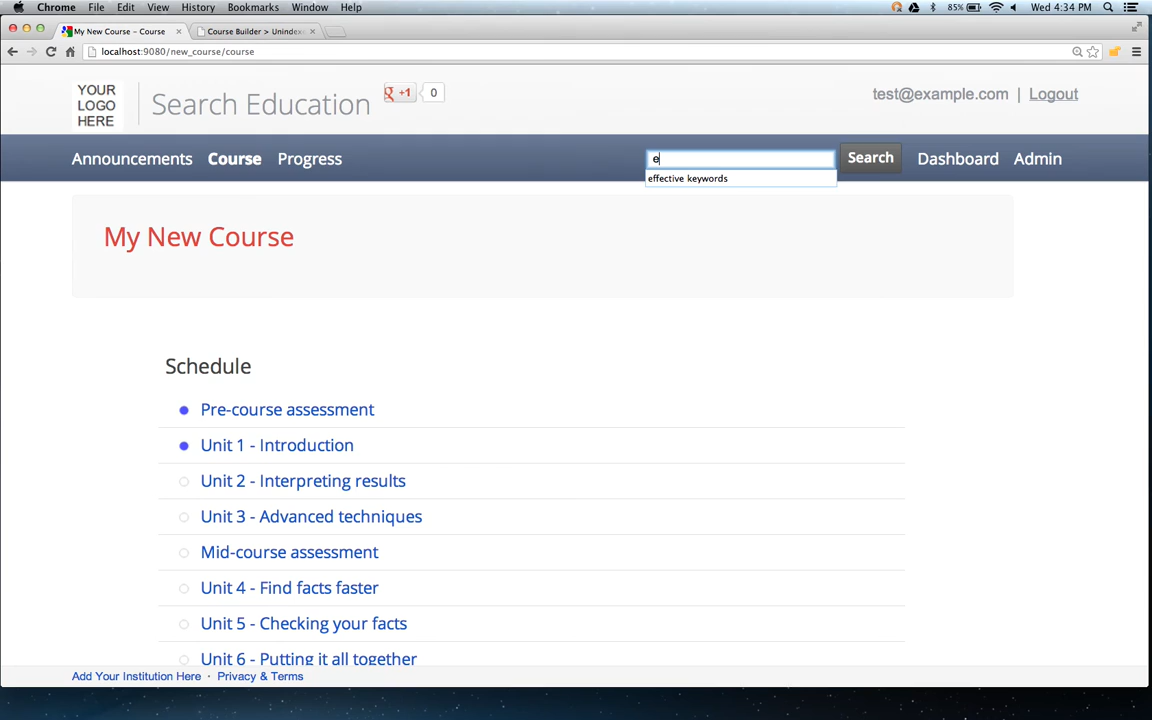 Chrome File Edit View History Bookmarks Window Help 85% Wed 4:34 PM
My New Course – Course Course Builder > Unindexe
localhost:9080/new_course/course
YOUR LOGO HERE
Search Education
+1 0
test@example.com | Logout
Announcements Course Progress e Search Dashboard Admin
effective keywords
My New Course
Schedule
Pre-course assessment
Unit 1 - Introduction
Unit 2 - Interpreting results
Unit 3 - Advanced techniques
Mid-course assessment
Unit 4 - Find facts faster
Unit 5 - Checking your facts
Unit 6 - Putting it all together
Add Your Institution Here · Privacy & Terms